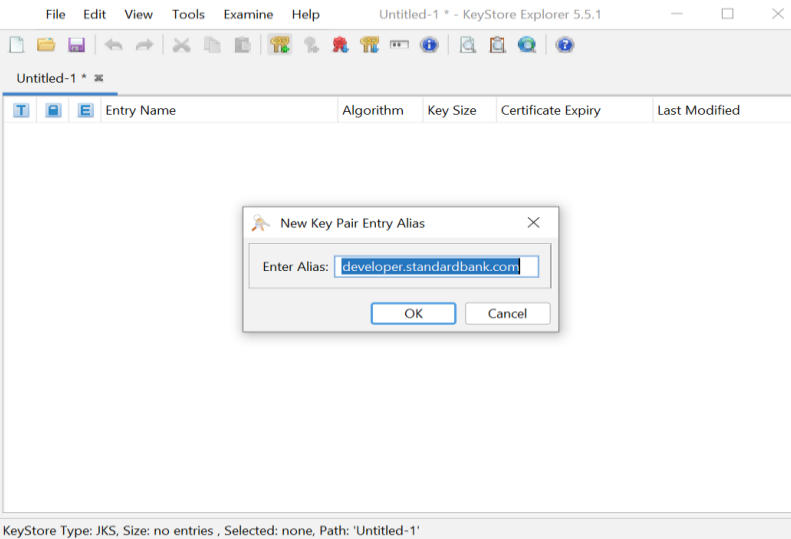 File Edit View Tools Examine Help Untitled-1 * - KeyStore Explorer 5.5.1
Untitled-1 *
T E Entry Name Algorithm Key Size Certificate Expiry Last Modified
New Key Pair Entry Alias
Enter Alias: developer.standardbank.com
OK Cancel
KeyStore Type: JKS, Size: no entries , Selected: none, Path: 'Untitled-1'